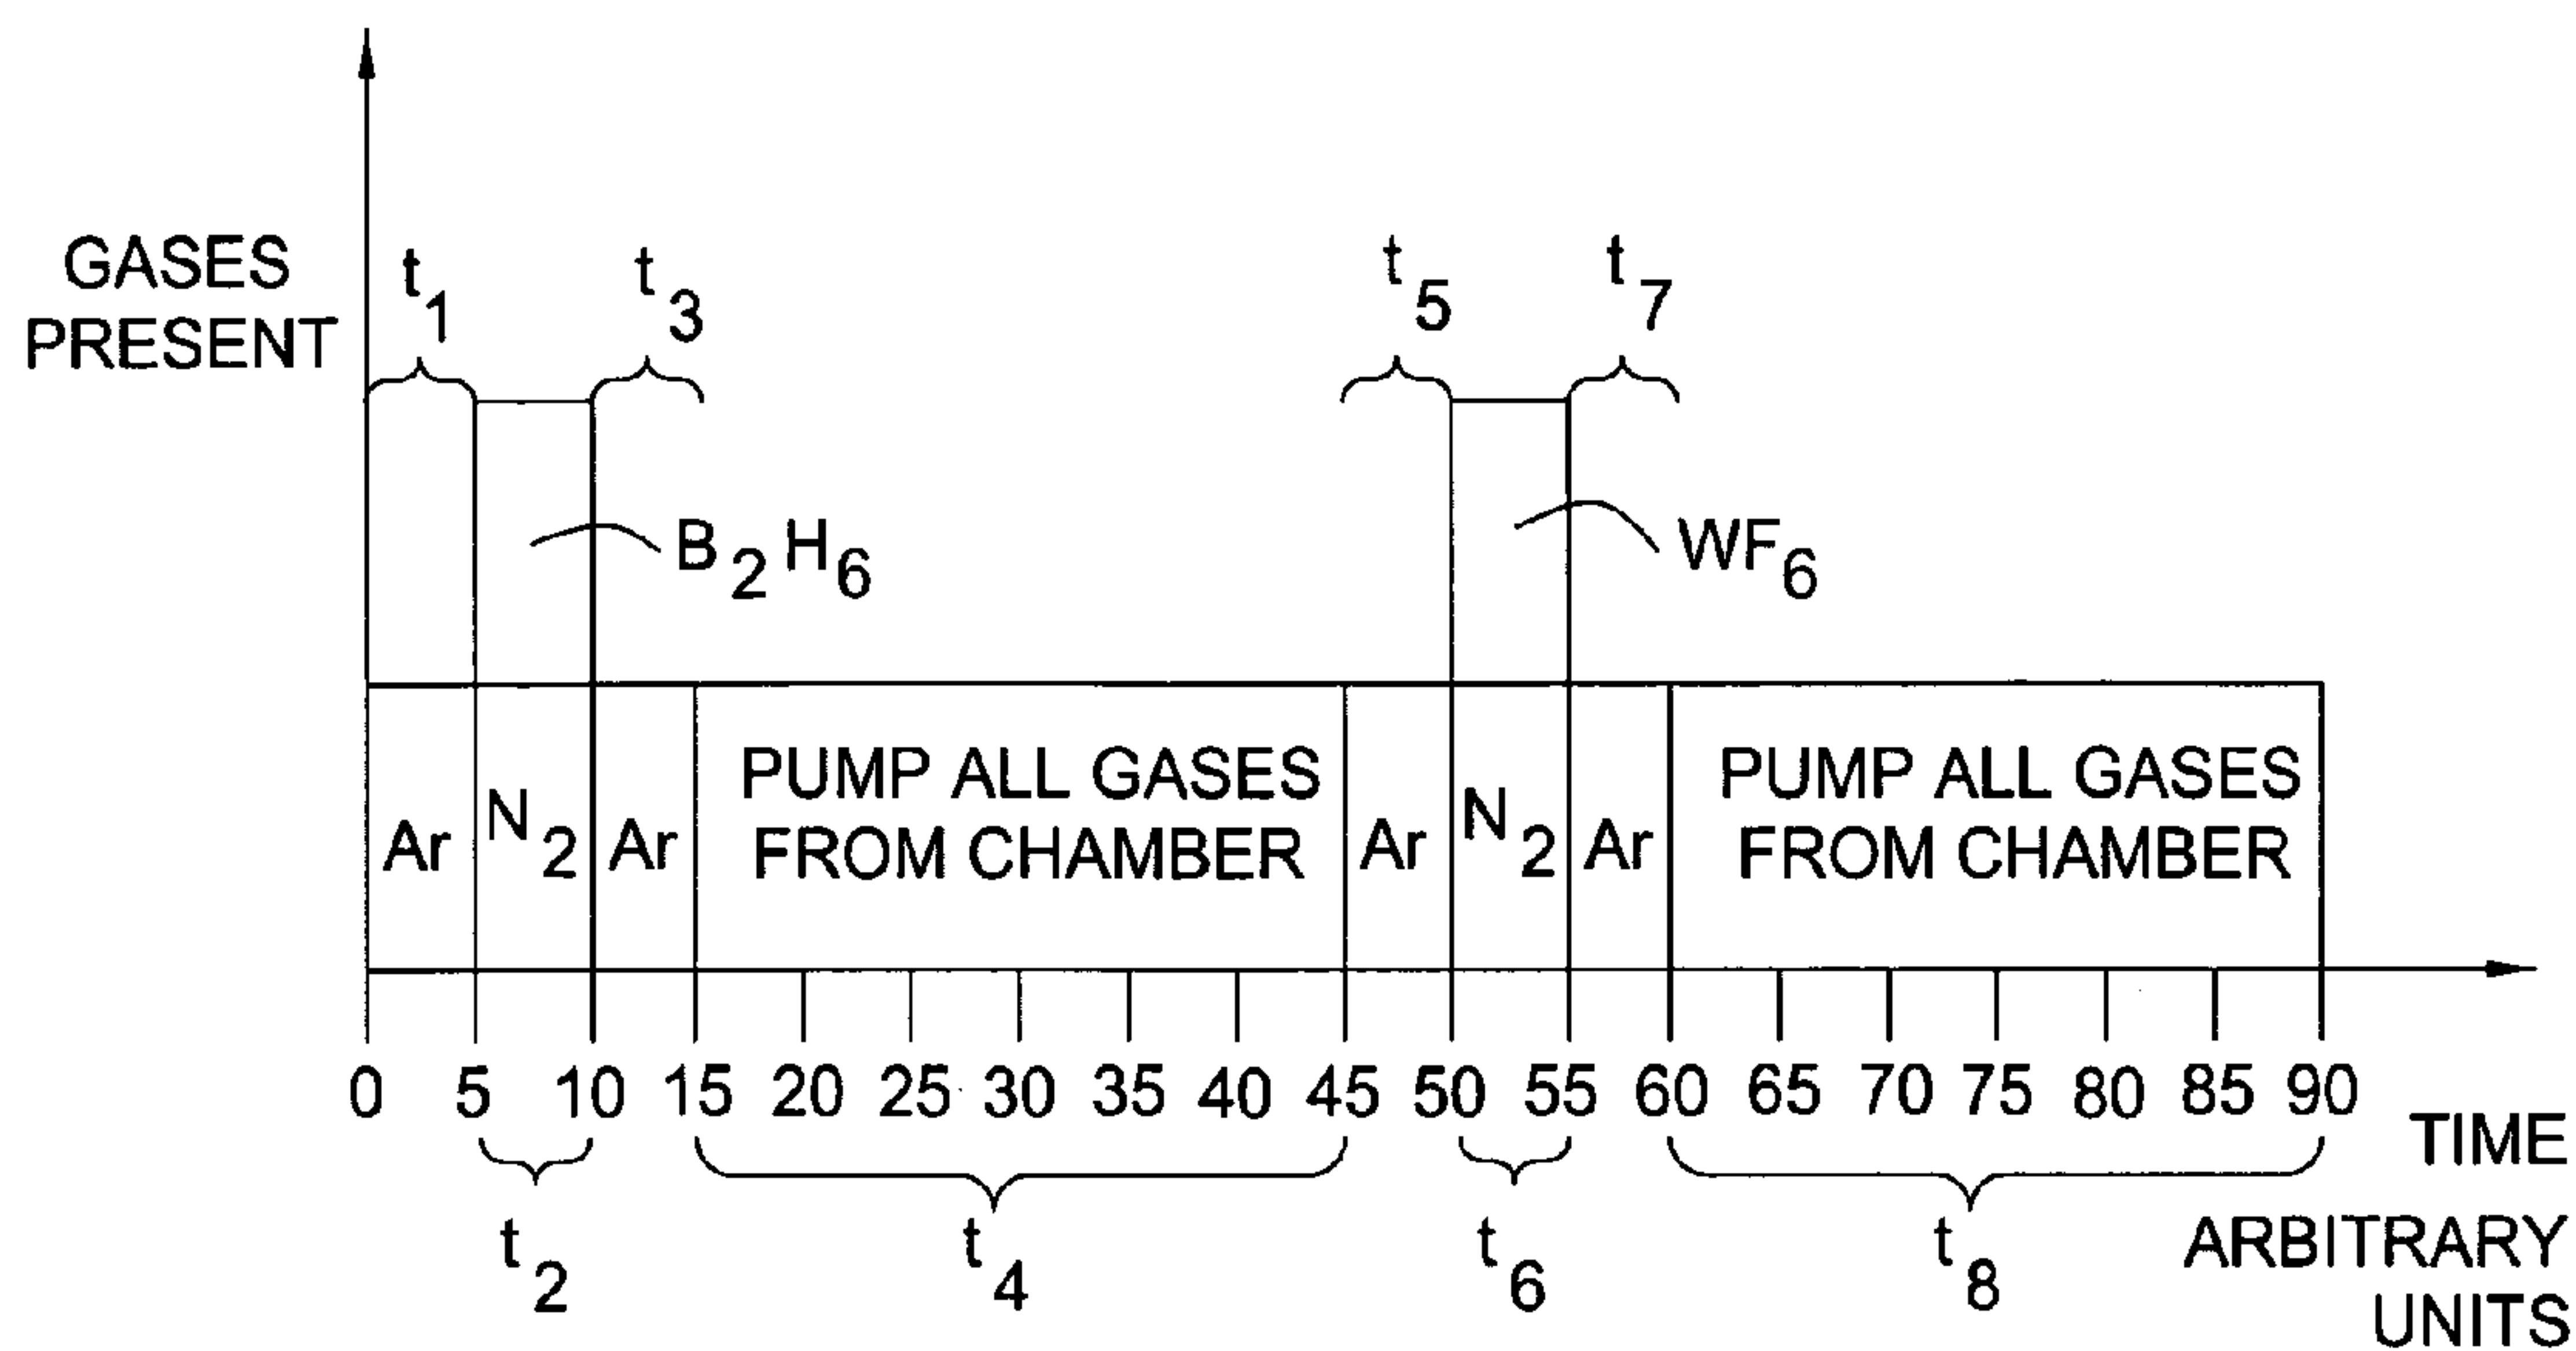 GASES
PRESENT
t1
t3
t5
t7
B2H6
WF6
Ar
N2
Ar
PUMP ALL GASES
FROM CHAMBER
Ar
N2
Ar
PUMP ALL GASES
FROM CHAMBER
0 5 10 15 20 25 30 35 40 45 50 55 60 65 70 75 80 85 90
TIME
ARBITRARY
UNITS
t2
t4
t6
t8